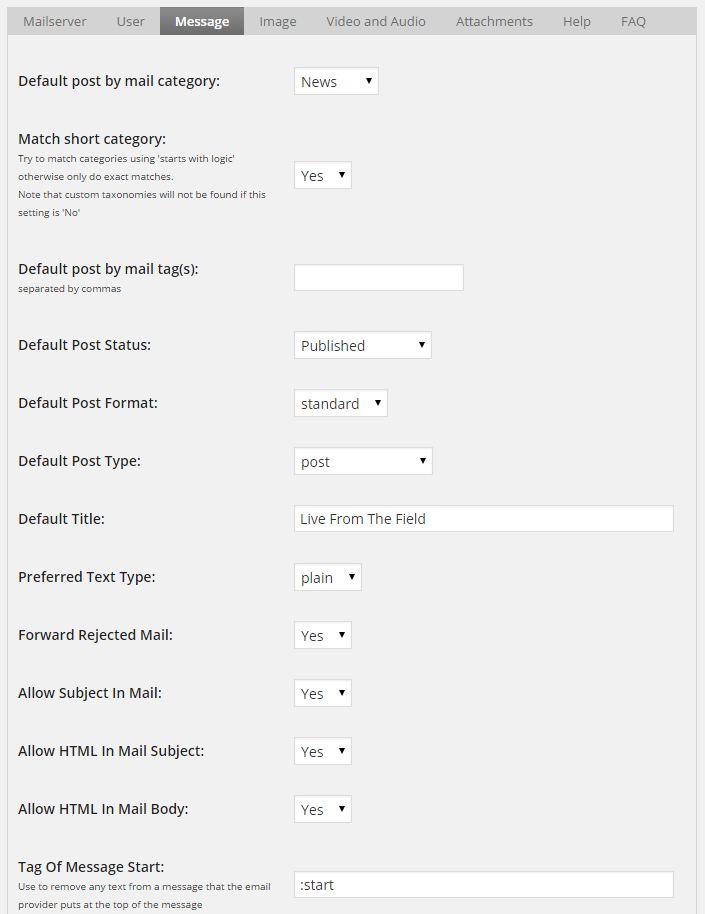 Mailserver User Message Image Video and Audio Attachments Help FAQ
Default post by mail category: News
Match short category:
Try to match categories using 'starts with logic'
otherwise only do exact matches. Yes
Note that custom taxonomies will not be found if this
setting is 'No'
Default post by mail tag(s):
separated by commas
Default Post Status: Published
Default Post Format: standard
Default Post Type: post
Default Title: Live From The Field
Preferred Text Type: plain
Forward Rejected Mail: Yes
Allow Subject In Mail: Yes
Allow HTML In Mail Subject: Yes
Allow HTML In Mail Body: Yes
Tag Of Message Start: :start
Use to remove any text from a message that the email
provider puts at the top of the message